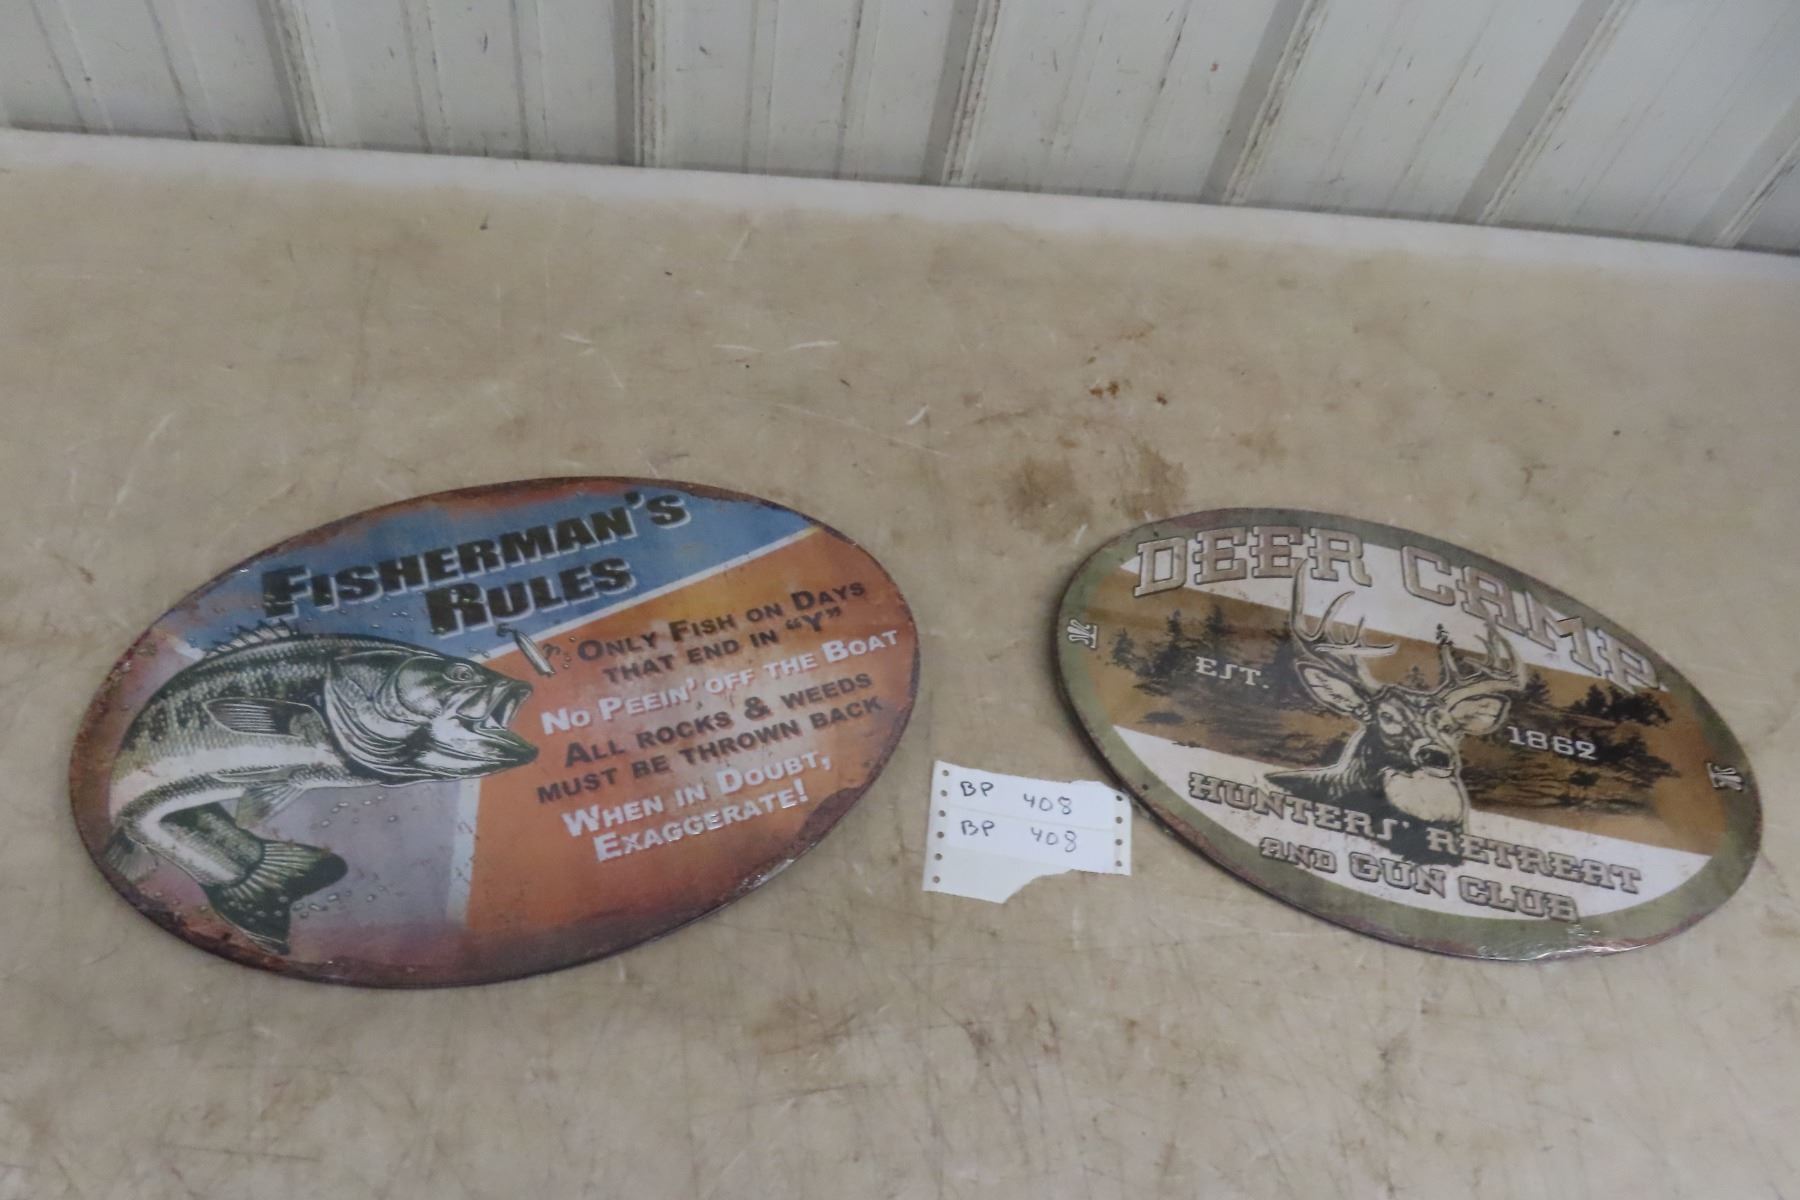 FISHERMAN'S
RULES
ONLY FISH ON DAYS
THAT END IN "Y"
NO PEEIN' OFF THE BOAT
ALL ROCKS & WEEDS
MUST BE THROWN BACK
WHEN IN DOUBT,
EXAGGERATE!
BP 408
BP 408
DEER CAMP
EST. 1862
HUNTERS' RETREAT
AND GUN CLUB